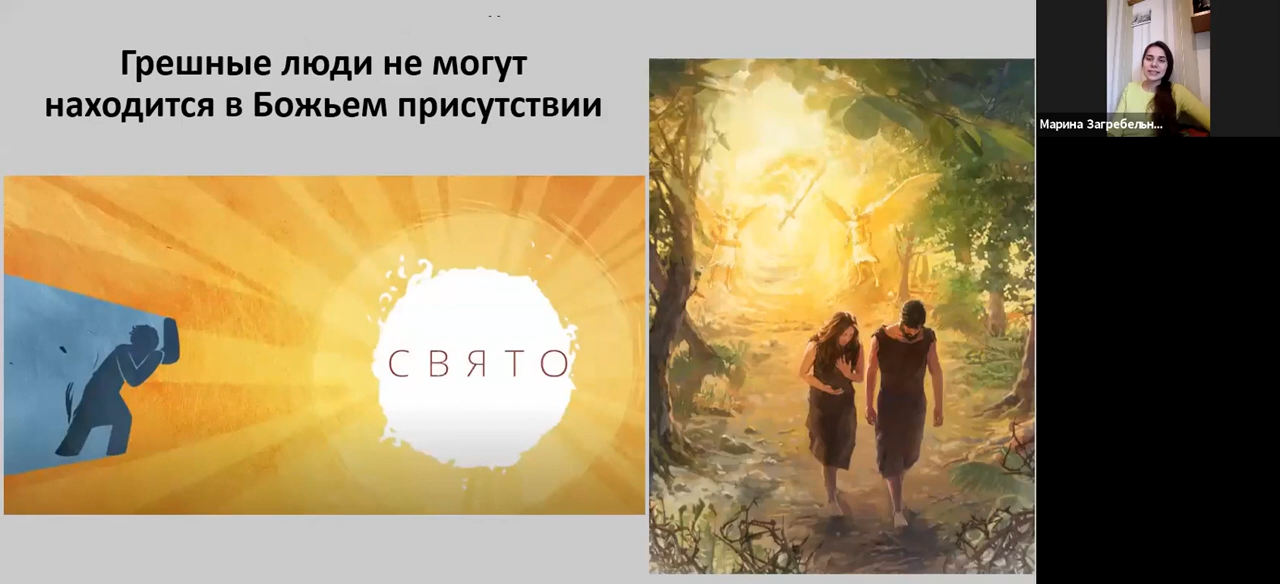 Грешные люди не могут
находится в Божьем присутствии
СВЯТО
Марина Загребельн...